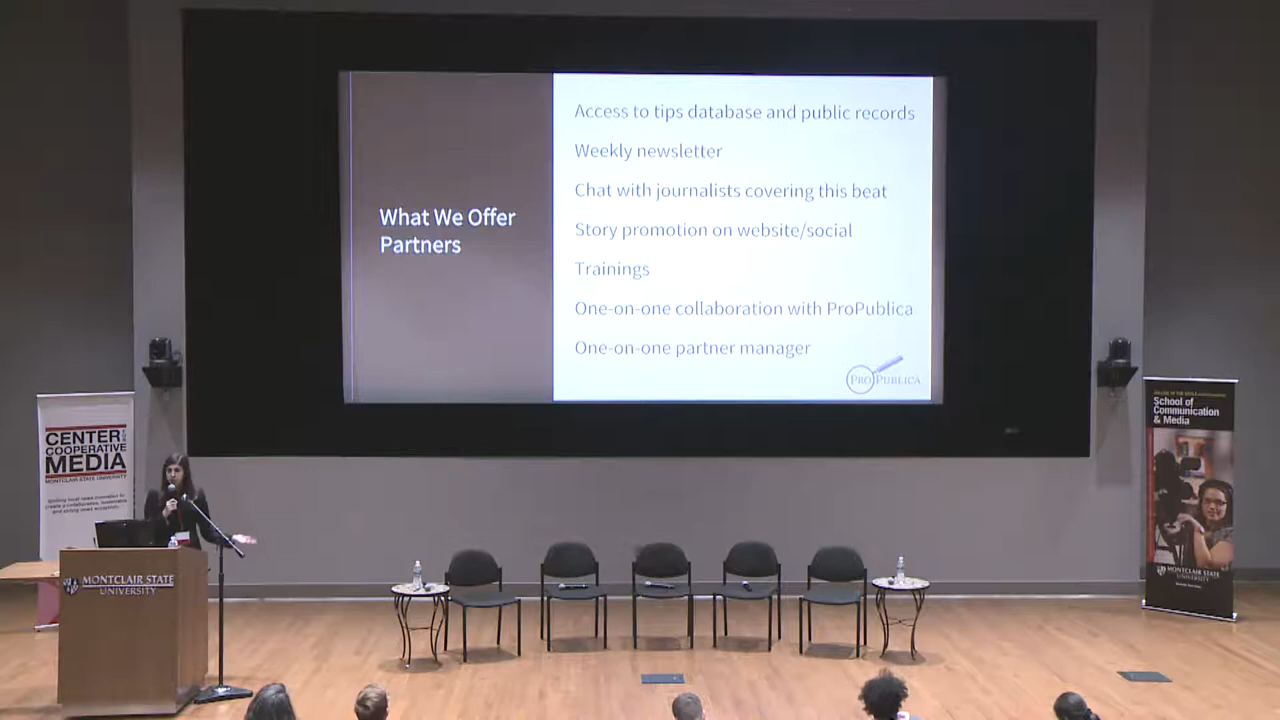 What We Offer
Partners
Access to tips database and public records
Weekly newsletter
Chat with journalists covering this beat
Story promotion on website/social
Trainings
One-on-one collaboration with ProPublica
One-on-one partner manager
PROPUBLICA
CENTER FOR
COOPERATIVE
MEDIA
MONTCLAIR STATE UNIVERSITY
MONTCLAIR STATE
UNIVERSITY
School of
Communication
& Media
MONTCLAIR STATE
UNIVERSITY